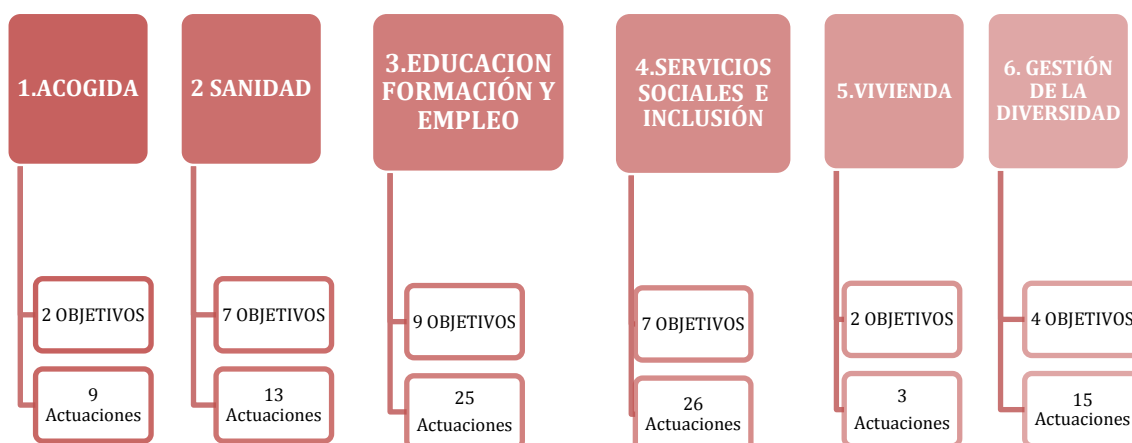 1.ACOGIDA
2 SANIDAD
3.EDUCACION
FORMACIÓN Y
EMPLEO
4.SERVICIOS
SOCIALES E
INCLUSIÓN
5.VIVIENDA
6. GESTIÓN
DE LA
DIVERSIDAD
2 OBJETIVOS
7 OBJETIVOS
9 OBJETIVOS
7 OBJETIVOS
2 OBJETIVOS
4 OBJETIVOS
9
Actuaciones
13
Actuaciones
25
Actuaciones
26
Actuaciones
3
Actuaciones
15
Actuaciones